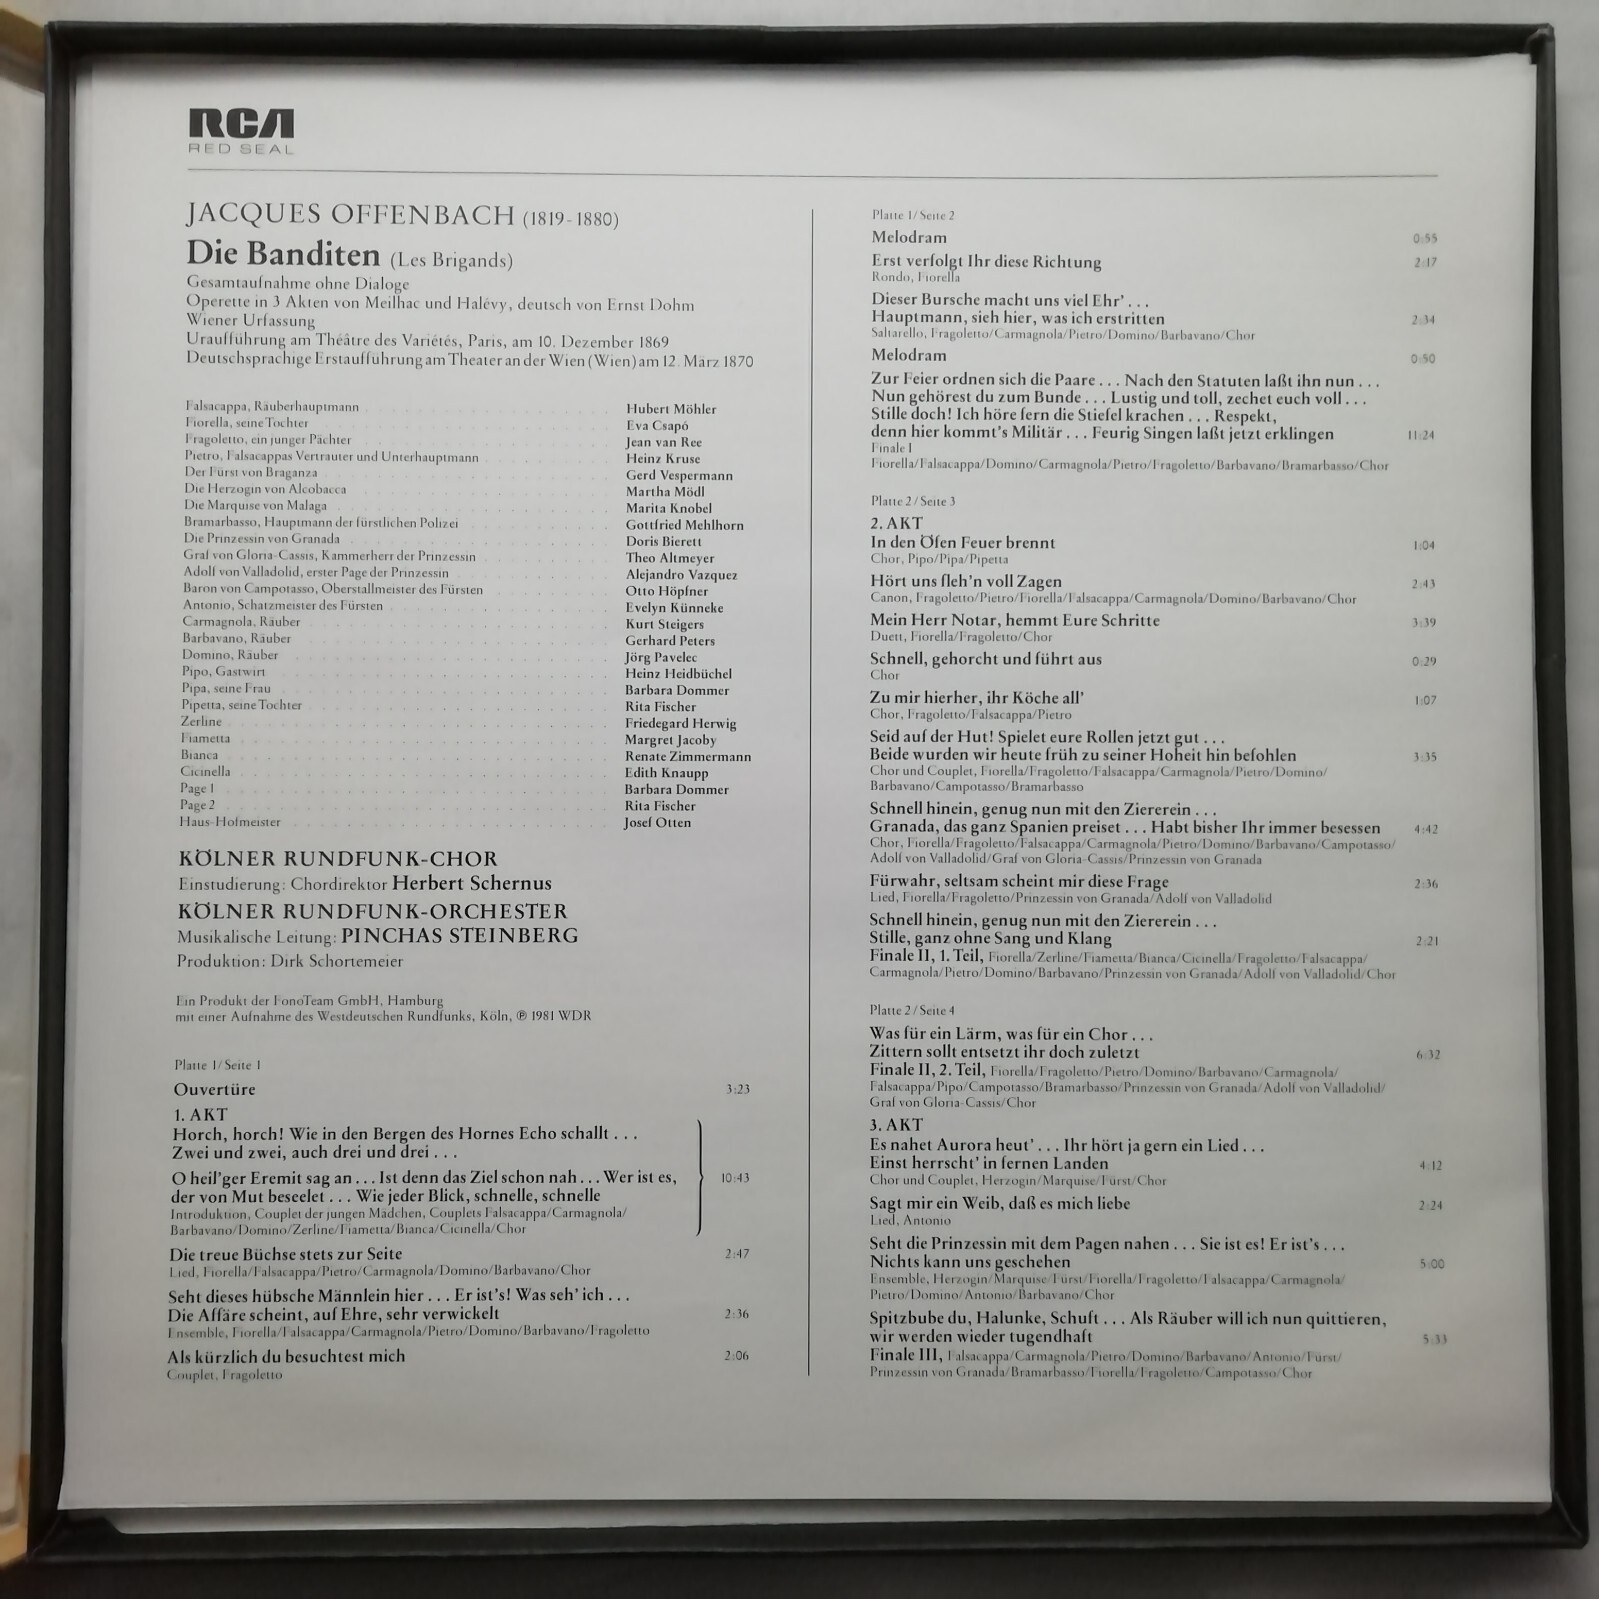 RCA
RED SEAL
JACQUES OFFENBACH (1819-1880)
Die Banditen (Les Brigands)
Gesamtaufnahme ohne Dialoge
Operette in 3 Akten von Meilhac und Halévy, deutsch von Ernst Dohm
Wiener Urfassung
Uraufführung am Théâtre des Variétés, Paris, am 10. Dezember 1869
Deutschsprachige Erstaufführung am Theater an der Wien (Wien) am 12. März 1870
Falsacappa, Räuberhauptmann Hubert Möhler
Fiorella, seine Tochter Eva Csapó
Fragoletto, ein junger Pächter Jean van Ree
Pietro, Falsacappas Vertrauter und Unterhauptmann Heinz Kruse
Der Fürst von Braganza Gerd Vespermann
Die Herzogin von Alcobacca Martha Mödl
Die Marquise von Malaga Marita Knobel
Bramarbasso, Hauptmann der fürstlichen Polizei Gottfried Mehlhorn
Die Prinzessin von Granada Doris Bierett
Graf von Gloria-Cassis, Kammerherr der Prinzessin Theo Altmeyer
Adolf von Valladolid, erster Page der Prinzessin Alejandro Vazquez
Baron von Campotasso, Oberstallmeister des Fürsten Otto Höpfner
Antonio, Schatzmeister des Fürsten Evelyn Künneke
Carmagnola, Räuber Kurt Steigers
Barbavano, Räuber Gerhard Peters
Domino, Räuber Jörg Pavelec
Pipo, Gastwirt Heinz Heidbüchel
Pipa, seine Frau Barbara Dommer
Pipetta, seine Tochter Rita Fischer
Zerline Friedegard Herwig
Fiametta Margret Jacoby
Bianca Renate Zimmermann
Cicinella Edith Knaupp
Page 1 Barbara Dommer
Page 2 Rita Fischer
Haus-Hofmeister Josef Otten
KÖLNER RUNDFUNK-CHOR
Einstudierung: Chordirektor Herbert Schernus
KÖLNER RUNDFUNK-ORCHESTER
Musikalische Leitung: PINCHAS STEINBERG
Produktion: Dirk Schortemeier
Ein Produkt der FonoTeam GmbH, Hamburg
mit einer Aufnahme des Westdeutschen Rundfunks, Köln, ℗ 1981 WDR
Platte 1/Seite 1
Ouvertüre 3:23
1. AKT
Horch, horch! Wie in den Bergen des Hornes Echo schallt . . .
Zwei und zwei, auch drei und drei . . .
O heil'ger Eremit sag an . . . Ist denn das Ziel schon nah . . . Wer ist es, 10:43
der von Mut beseelet . . . Wie jeder Blick, schnelle, schnelle
Introduktion, Couplet der jungen Mädchen, Couplets Falsacappa/Carmagnola/
Barbavano/Domino/Zerline/Fiametta/Bianca/Cicinella/Chor
Die treue Büchse stets zur Seite 2:47
Lied, Fiorella/Falsacappa/Pietro/Carmagnola/Domino/Barbavano/Chor
Seht dieses hübsche Männlein hier . . . Er ist's! Was seh' ich . . .
Die Affäre scheint, auf Ehre, sehr verwickelt 2:36
Ensemble, Fiorella/Falsacappa/Carmagnola/Pietro/Domino/Barbavano/Fragoletto
Als kürzlich du besuchtest mich 2:06
Couplet, Fragoletto
Platte 1/Seite 2
Melodram 0:55
Erst verfolgt Ihr diese Richtung 2:17
Rondo, Fiorella
Dieser Bursche macht uns viel Ehr' . . .
Hauptmann, sieh hier, was ich erstritten 2:34
Saltarello, Fragoletto/Carmagnola/Pietro/Domino/Barbavano/Chor
Melodram 0:50
Zur Feier ordnen sich die Paare . . . Nach den Statuten laßt ihn nun . . .
Nun gehörest du zum Bunde . . . Lustig und toll, zechet euch voll . . .
Stille doch! Ich höre fern die Stiefel krachen . . . Respekt,
denn hier kommt's Militär . . . Feurig Singen laßt jetzt erklingen 11:24
Finale I
Fiorella/Falsacappa/Domino/Carmagnola/Pietro/Fragoletto/Barbavano/Bramarbasso/Chor
Platte 2/Seite 3
2. AKT
In den Öfen Feuer brennt 1:04
Chor, Pipo/Pipa/Pipetta
Hört uns fleh'n voll Zagen 2:43
Canon, Fragoletto/Pietro/Fiorella/Falsacappa/Carmagnola/Domino/Barbavano/Chor
Mein Herr Notar, hemmt Eure Schritte 3:39
Duett, Fiorella/Fragoletto/Chor
Schnell, gehorcht und führt aus 0:29
Chor
Zu mir hierher, ihr Köche all' 1:07
Chor, Fragoletto/Falsacappa/Pietro
Seid auf der Hut! Spielet eure Rollen jetzt gut . . .
Beide wurden wir heute früh zu seiner Hoheit hin befohlen 3:35
Chor und Couplet, Fiorella/Fragoletto/Falsacappa/Carmagnola/Pietro/Domino/
Barbavano/Campotasso/Bramarbasso
Schnell hinein, genug nun mit den Ziererein . . .
Granada, das ganz Spanien preiset . . . Habt bisher Ihr immer besessen 4:42
Chor, Fiorella/Fragoletto/Falsacappa/Carmagnola/Pietro/Domino/Barbavano/Campotasso/
Adolf von Valladolid/Graf von Gloria-Cassis/Prinzessin von Granada
Fürwahr, seltsam scheint mir diese Frage 2:36
Lied, Fiorella/Fragoletto/Prinzessin von Granada/Adolf von Valladolid
Schnell hinein, genug nun mit den Ziererein . . .
Stille, ganz ohne Sang und Klang 2:21
Finale II, 1. Teil, Fiorella/Zerline/Fiametta/Bianca/Cicinella/Fragoletto/Falsacappa/
Carmagnola/Pietro/Domino/Barbavano/Prinzessin von Granada/Adolf von Valladolid/Chor
Platte 2/Seite 4
Was für ein Lärm, was für ein Chor . . .
Zittern sollt entsetzt ihr doch zuletzt 6:32
Finale II, 2. Teil, Fiorella/Fragoletto/Pietro/Domino/Barbavano/Carmagnola/
Falsacappa/Pipo/Campotasso/Bramarbasso/Prinzessin von Granada/Adolf von Valladolid/
Graf von Gloria-Cassis/Chor
3. AKT
Es nahet Aurora heut' . . . Ihr hört ja gern ein Lied . . .
Einst herrscht' in fernen Landen 4:12
Chor und Couplet, Herzogin/Marquise/Fürst/Chor
Sagt mir ein Weib, daß es mich liebe 2:24
Lied, Antonio
Seht die Prinzessin mit dem Pagen nahen . . . Sie ist es! Er ist's . . .
Nichts kann uns geschehen 5:00
Ensemble, Herzogin/Marquise/Fürst/Fiorella/Fragoletto/Falsacappa/Carmagnola/
Pietro/Domino/Antonio/Barbavano/Chor
Spitzbube du, Halunke, Schuft . . . Als Räuber will ich nun quittieren,
wir werden wieder tugendhaft 5:33
Finale III, Falsacappa/Carmagnola/Pietro/Domino/Barbavano/Antonio/Fürst/
Prinzessin von Granada/Bramarbasso/Fiorella/Fragoletto/Campotasso/Chor